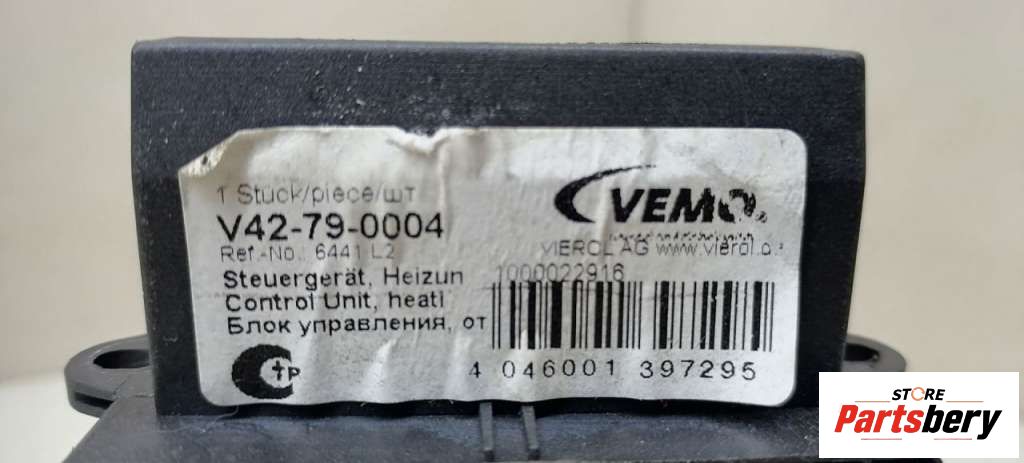 1 Stück/piece/шт
V42-79-0004
Ref.-No.: 6441 L2
Steuergerät, Heizun
Control Unit, heati
Блок управления, от
VEMO.
VIEROL AG www.vierol.
1000022916
4 046001 397295
STORE
Partsbery